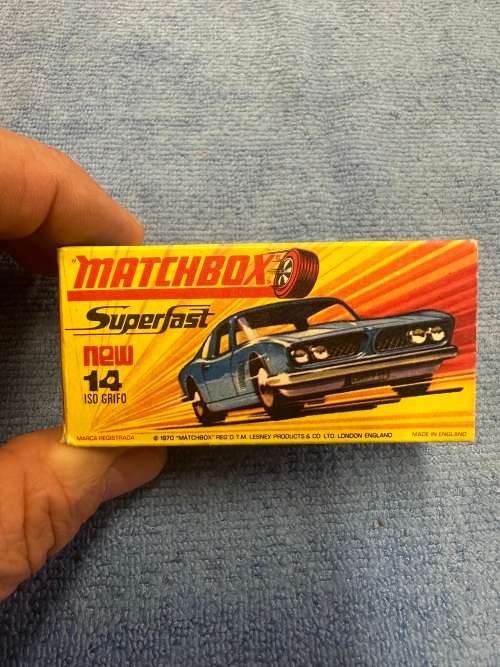 "MATCHBOX"
Superfast
new
14
ISO GRIFO
MARCA REGISTRADA © 1970 "MATCHBOX" REG'D. T.M. LESNEY PRODUCTS & CO LTD. LONDON ENGLAND MADE IN ENGLAND